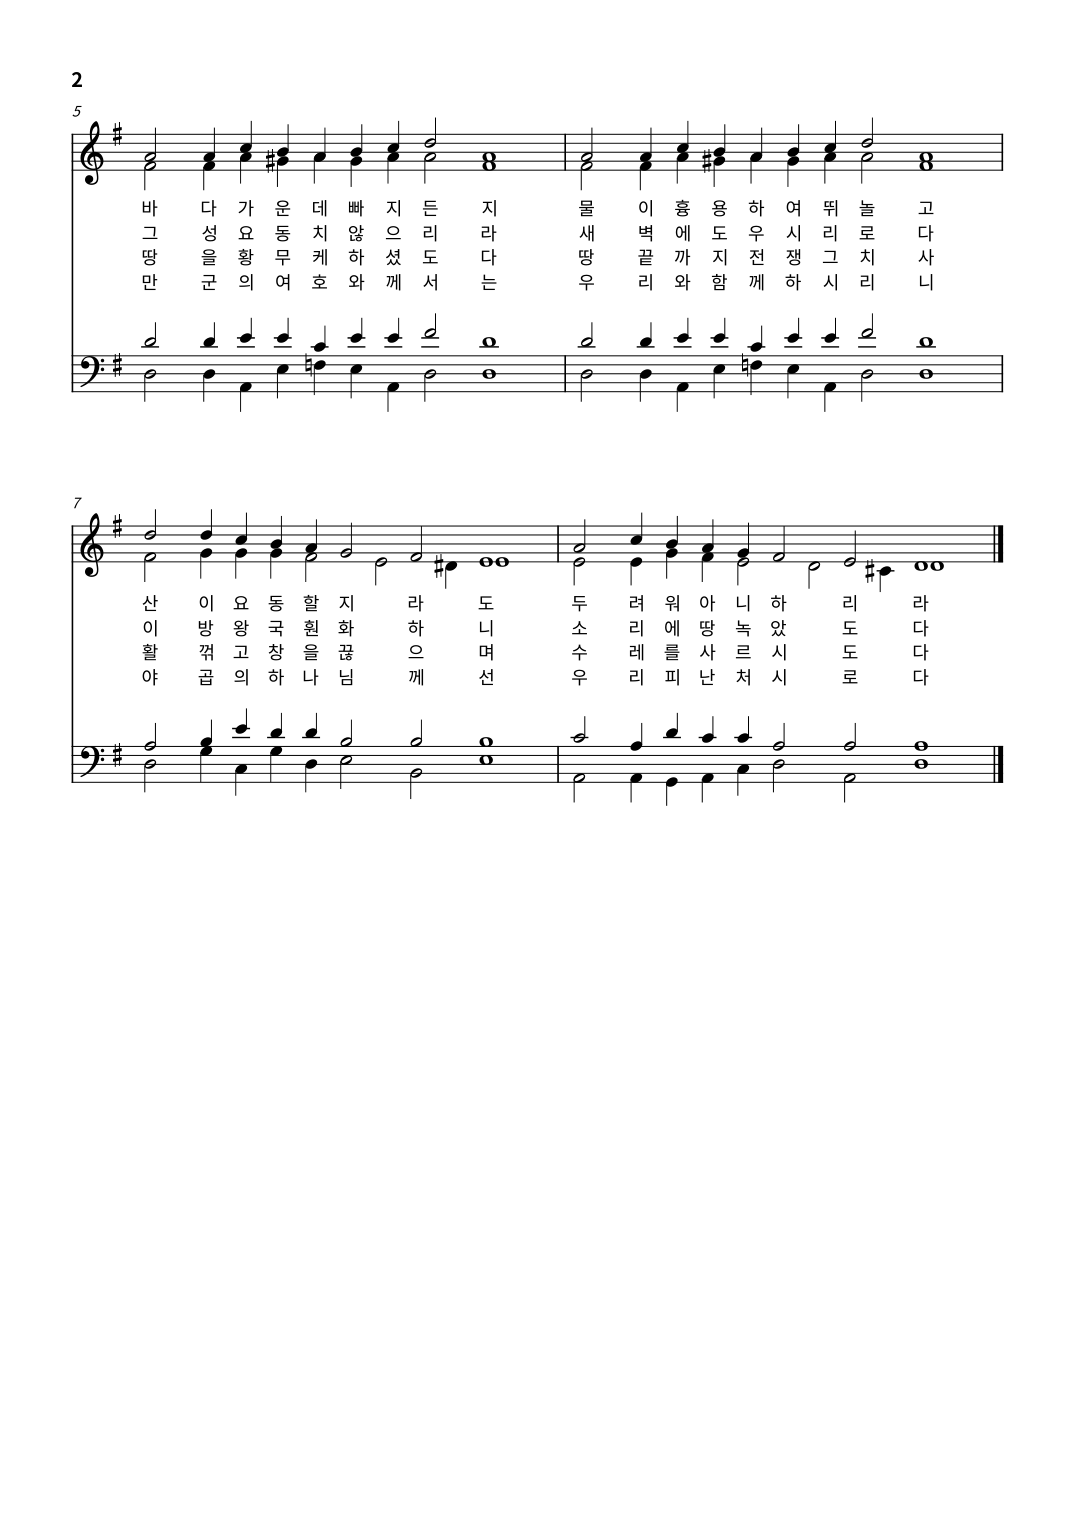 2
5
바 다 가 운 데 빠 지 든 지 물 이 흉 용 하 여 뛰 놀 고
그 성 요 동 치 않 으 리 라 새 벽 에 도 우 시 리 로 다
땅 을 황 무 케 하 셨 도 다 땅 끝 까 지 전 쟁 그 치 사
만 군 의 여 호 와 께 서 는 우 리 와 함 께 하 시 리 니
7
산 이 요 동 할 지 라 도 두 려 워 아 니 하 리 라
이 방 왕 국 훤 화 하 니 소 리 에 땅 녹 았 도 다
활 꺾 고 창 을 끊 으 며 수 레 를 사 르 시 도 다
야 곱 의 하 나 님 께 선 우 리 피 난 처 시 로 다